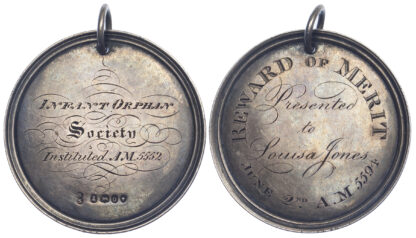 INFANT ORPHAN
Society
Instituted A.M. 5552
REWARD OF MERIT
Presented
to
Louisa Jones
JUNE 2ND A.M. 5594